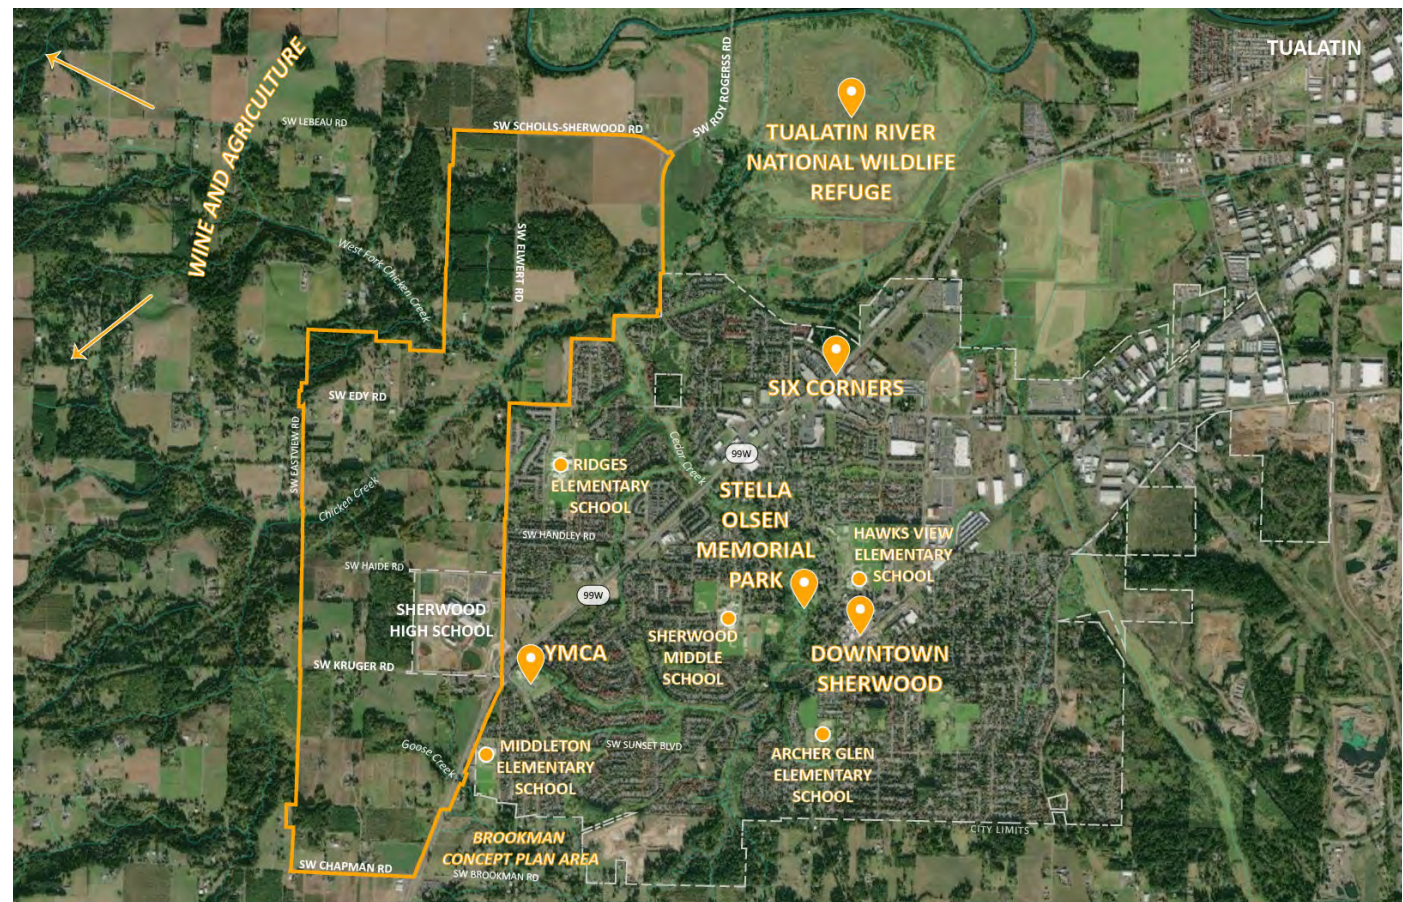 TUALATIN
WINE AND AGRICULTURE
SW LEBEAU RD
SW SCHOLLS-SHERWOOD RD
SW ROY ROGERSS RD
TUALATIN RIVER
NATIONAL WILDLIFE
REFUGE
West Fork Chicken Creek
SW ELWERT RD
SIX CORNERS
SW EDY RD
SW EASTVIEW RD
Cedar Creek
99W
RIDGES
ELEMENTARY
SCHOOL
STELLA
OLSEN
MEMORIAL
PARK
Chicken Creek
SW HANDLEY RD
HAWKS VIEW
ELEMENTARY
SCHOOL
SW HAIDE RD
99W
SHERWOOD
HIGH SCHOOL
SHERWOOD
MIDDLE
SCHOOL
YMCA
DOWNTOWN
SHERWOOD
SW KRUGER RD
Goose Creek
MIDDLETON
ELEMENTARY
SCHOOL
SW SUNSET BLVD
ARCHER GLEN
ELEMENTARY
SCHOOL
CITY LIMITS
BROOKMAN
CONCEPT PLAN AREA
SW CHAPMAN RD
SW BROOKMAN RD